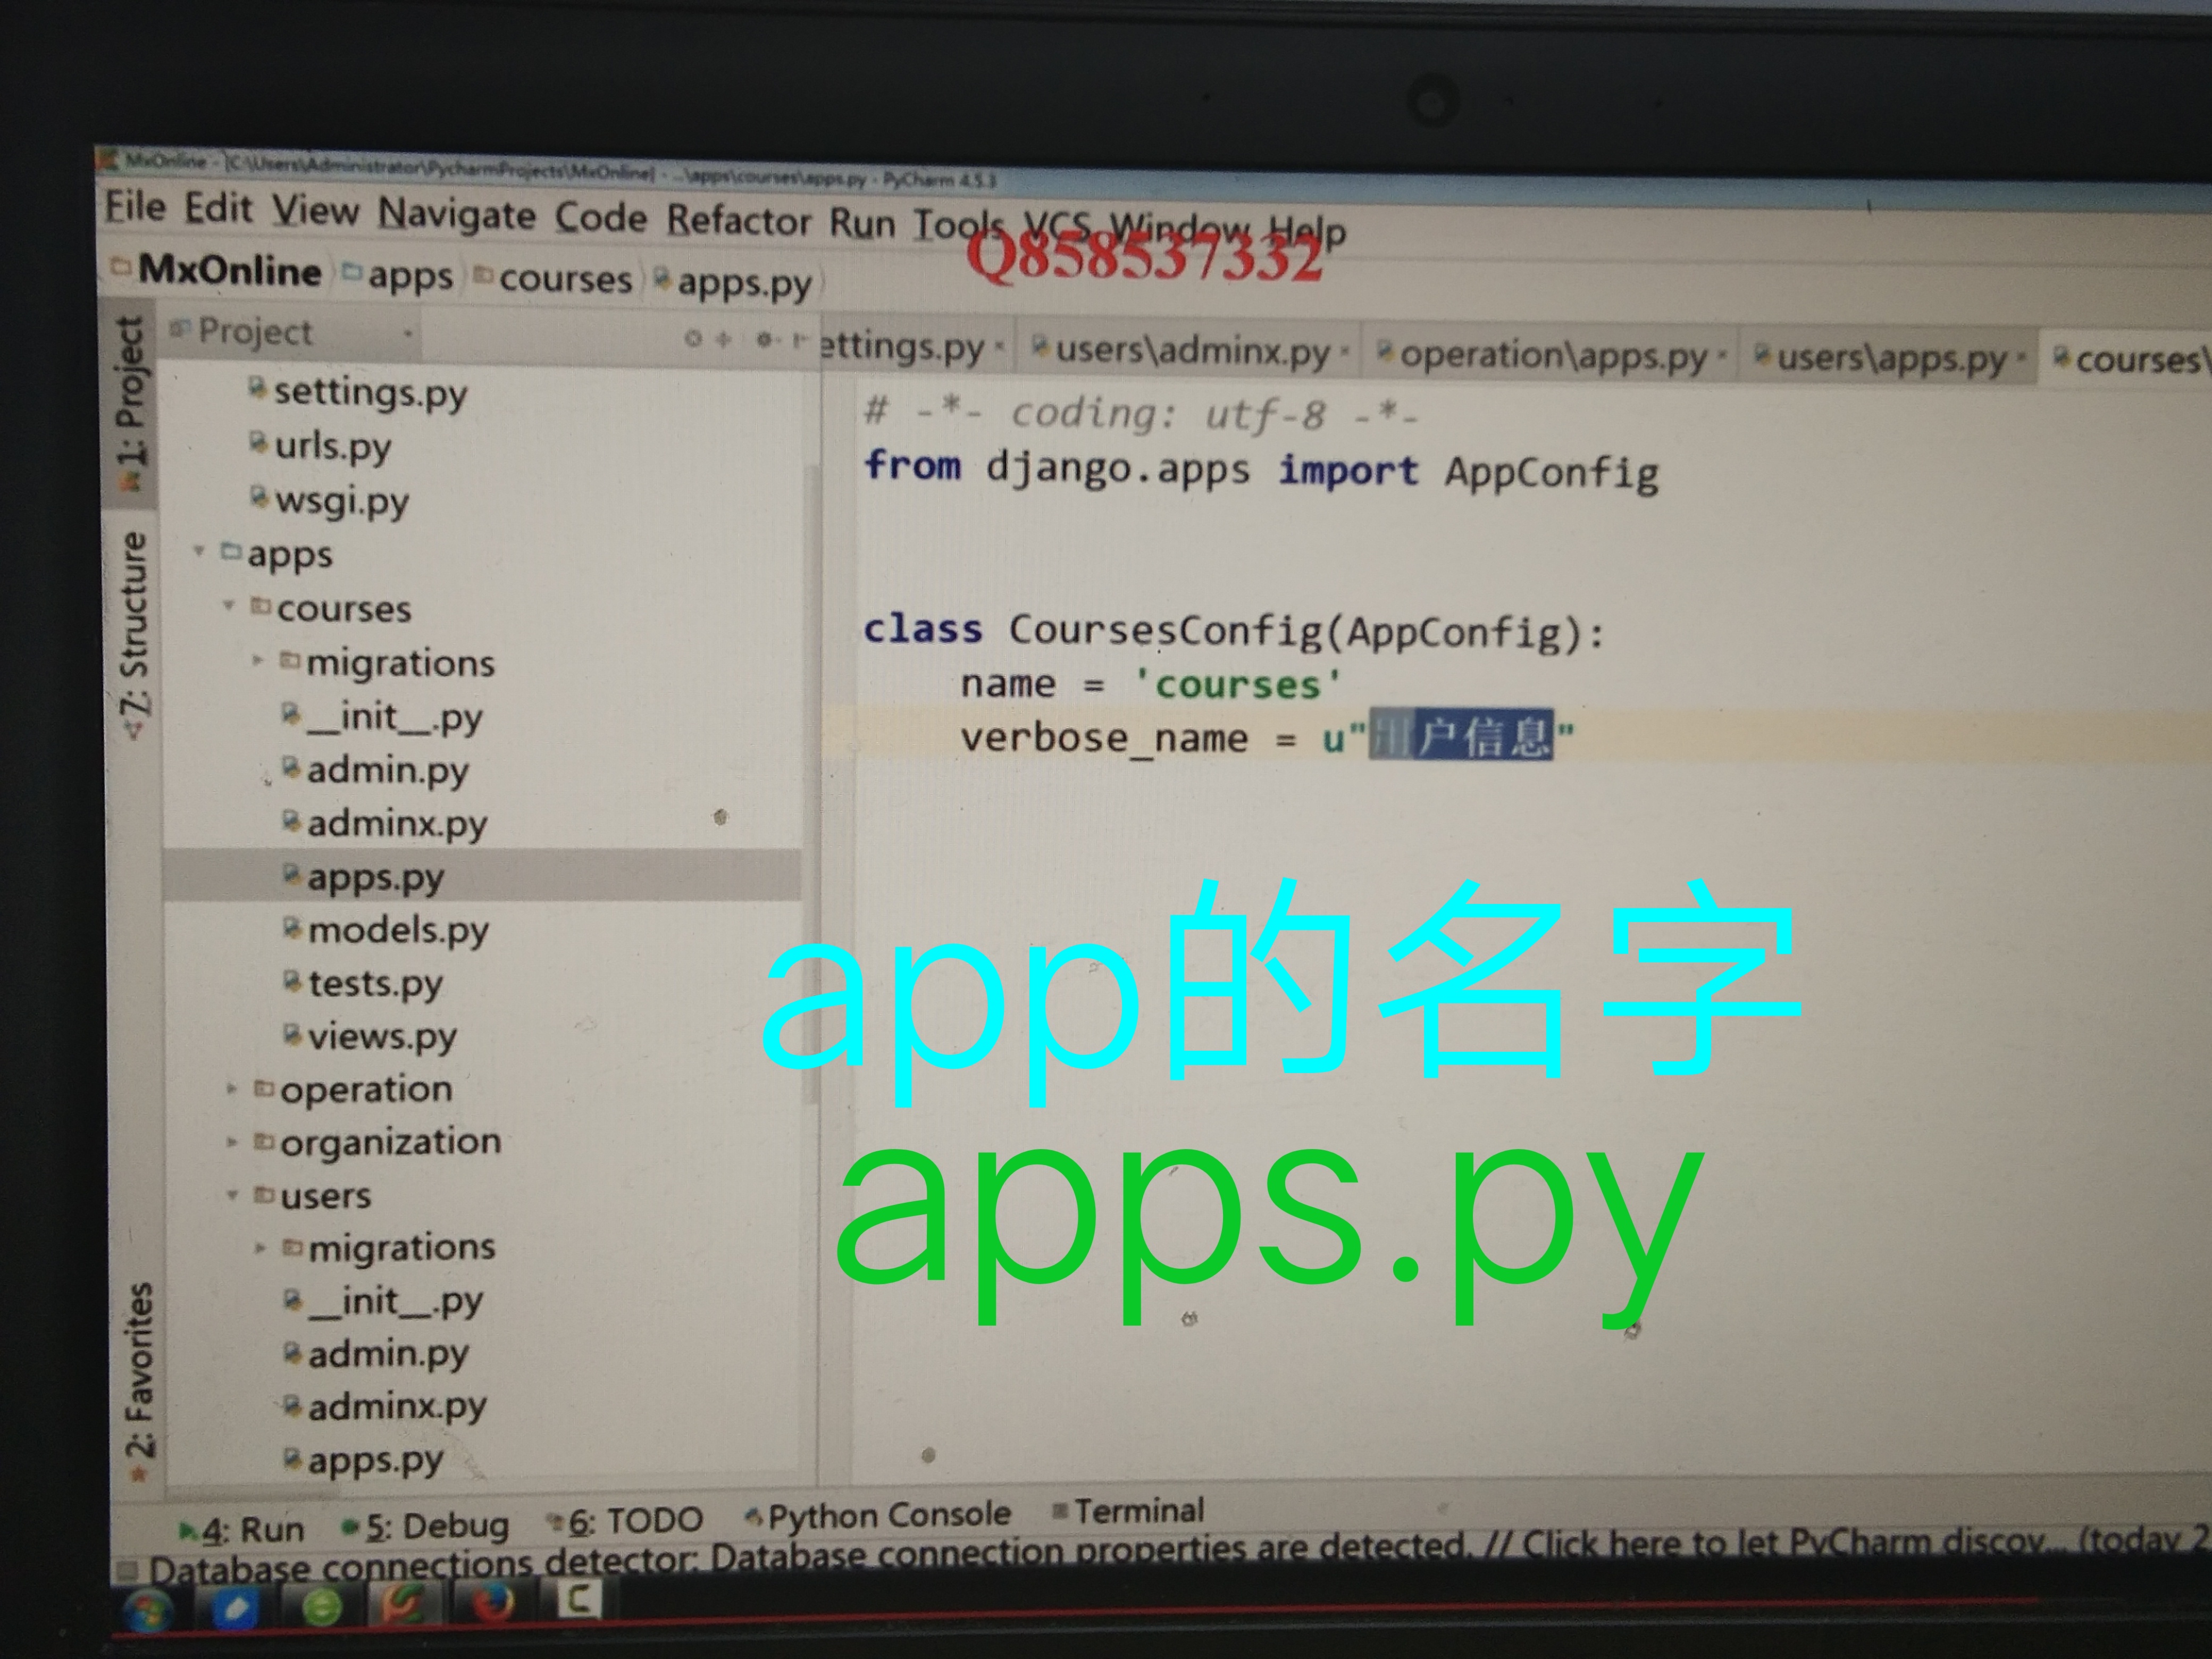 MxOnline - [C:\Users\Administrator\PycharmProjects\MxOnline] - ...\apps\courses\apps.py - PyCharm 4.5.3
File Edit View Navigate Code Refactor Run Tools VCS Window Help
Q858537332
MxOnline apps courses apps.py
1: Project
Project
ettings.py users\adminx.py operation\apps.py users\apps.py courses\
settings.py
urls.py
wsgi.py
apps
courses
migrations
__init__.py
admin.py
adminx.py
apps.py
models.py
tests.py
views.py
operation
organization
users
migrations
__init__.py
admin.py
adminx.py
apps.py
7: Structure
2: Favorites
# -*- coding: utf-8 -*-
from django.apps import AppConfig
class CoursesConfig(AppConfig):
name = 'courses'
verbose_name = u"用户信息"
app的名字
apps.py
4: Run 5: Debug 6: TODO Python Console Terminal
Database connections detector: Database connection properties are detected. // Click here to let PyCharm discov... (today 2